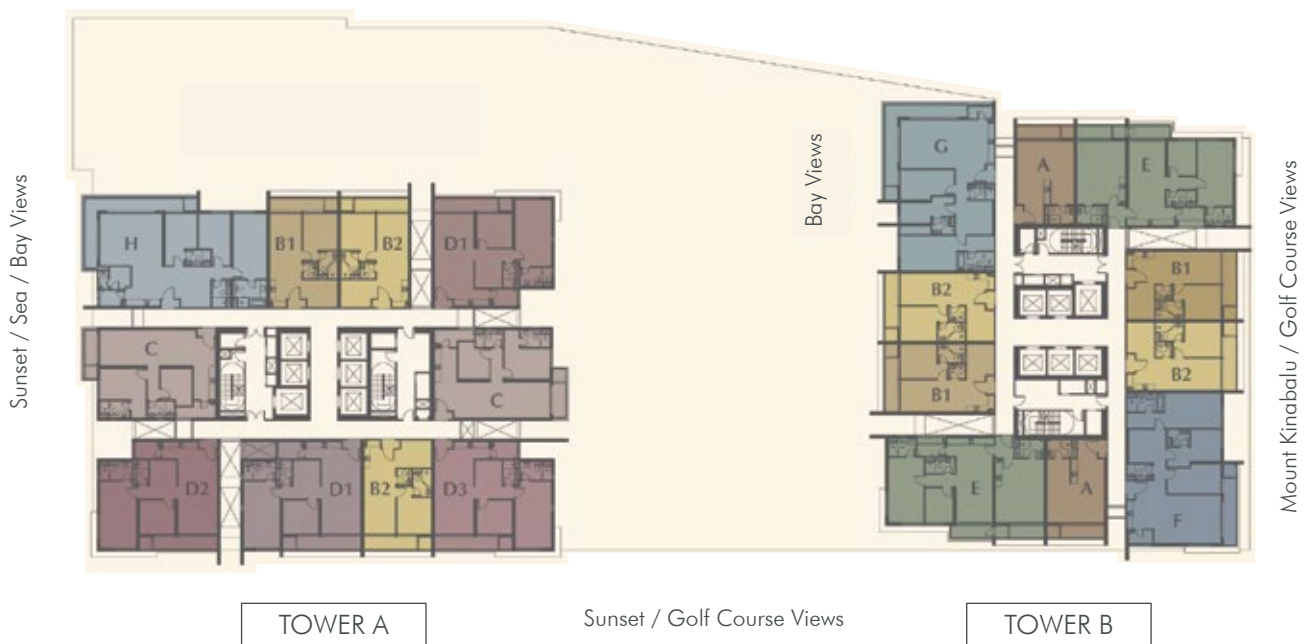 G
A
E
Bay Views
Sunset / Sea / Bay Views
Mount Kinabalu / Golf Course Views
H
B1
B2
D1
B2
B1
C
C
B1
B2
D2
D1
B2
D3
E
A
F
TOWER A
Sunset / Golf Course Views
TOWER B